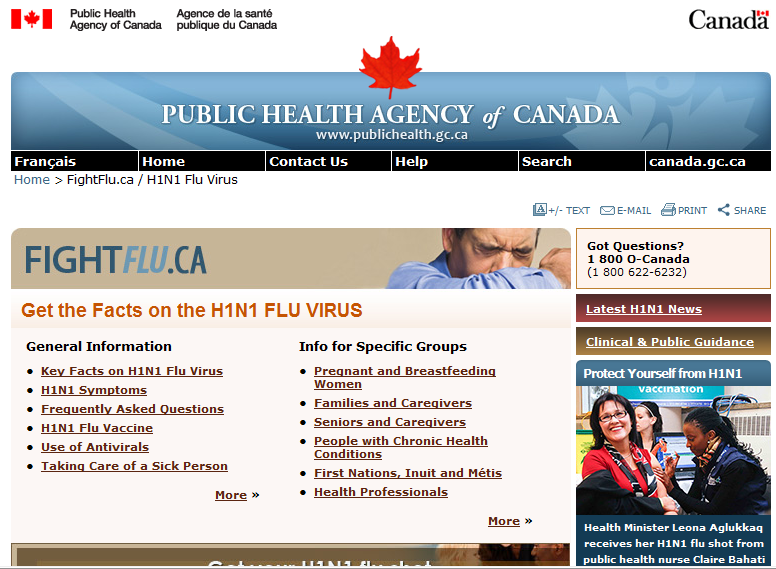 Public Health
Agency of Canada
Agence de la santé
publique du Canada
Canada
PUBLIC HEALTH AGENCY of CANADA
www.publichealth.gc.ca
Français Home Contact Us Help Search canada.gc.ca
Home > FightFlu.ca / H1N1 Flu Virus
A +/- TEXT E-MAIL PRINT SHARE
FIGHTFLU.CA
Got Questions?
1 800 O-Canada
(1 800 622-6232)
Get the Facts on the H1N1 FLU VIRUS
General Information
• Key Facts on H1N1 Flu Virus
• H1N1 Symptoms
• Frequently Asked Questions
• H1N1 Flu Vaccine
• Use of Antivirals
• Taking Care of a Sick Person
More »
Info for Specific Groups
• Pregnant and Breastfeeding
Women
• Families and Caregivers
• Seniors and Caregivers
• People with Chronic Health
Conditions
• First Nations, Inuit and Métis
• Health Professionals
More »
Latest H1N1 News
Clinical & Public Guidance
Protect Yourself from H1N1
vaccination
Health Minister Leona Aglukkaq
receives her H1N1 flu shot from
public health nurse Claire Bahati
Got your H1N1 flu shot